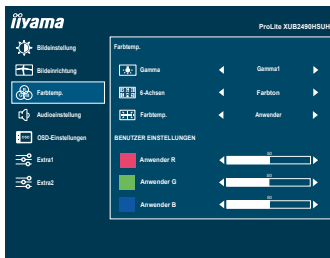 iiyama
ProLite XUB2490HSUH
Bildeinstellung
Bildeinrichtung
Farbtemp.
Audioeinstellung
OSD-Einstellungen
Extra1
Extra2
Farbtemp.
Gamma Gamma1
6-Achsen Farbton
Farbtemp. Anwender
BENUTZER EINSTELLUNGEN
Anwender R
Anwender G
Anwender B